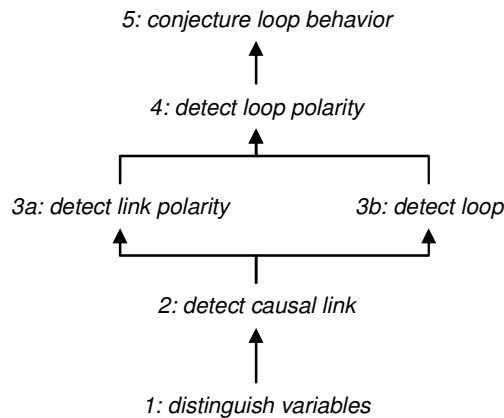 5: conjecture loop behavior
4: detect loop polarity
3a: detect link polarity
3b: detect loop
2: detect causal link
1: distinguish variables